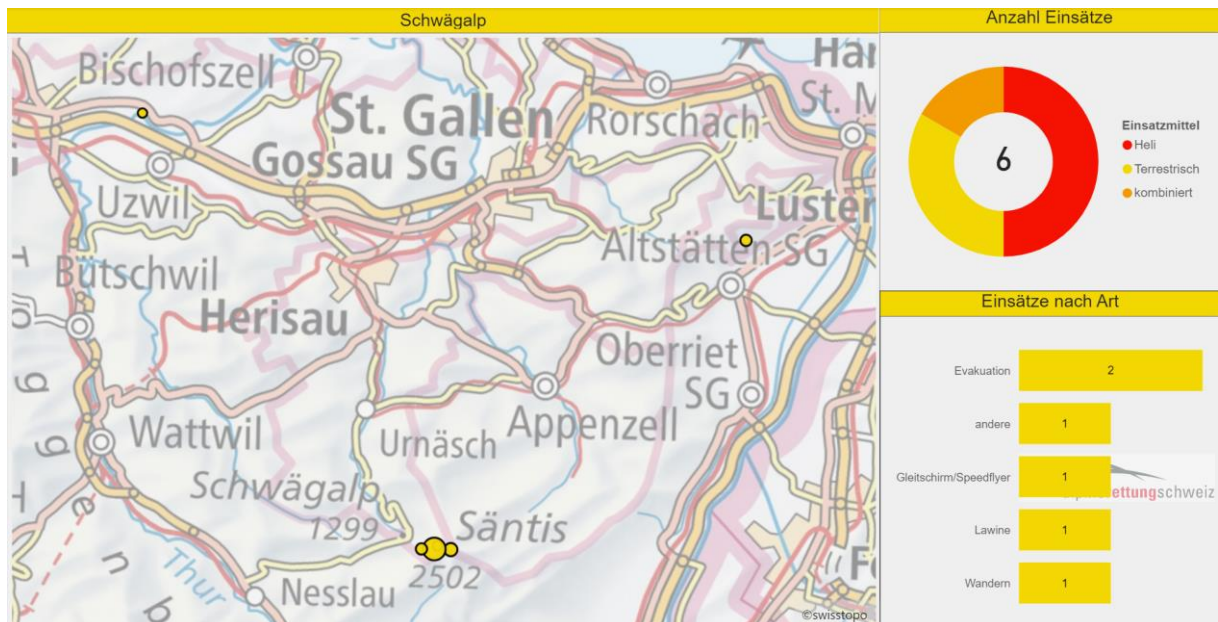 Schwägalp
Bischofszell
St. Gallen
Gossau SG
Rorschach
St. M
Uzwil
Luster
Altstätten SG
Bütschwil
Herisau
Oberriet
SG
Appenzell
Wattwil
Urnäsch
Schwägalp
1299
Säntis
2502
Thur
Nesslau
©swisstopo
Anzahl Einsätze
6
Einsatzmittel
Heli
Terrestrisch
kombiniert
Einsätze nach Art
Evakuation 2
andere 1
Gleitschirm/Speedflyer 1
ettungschweiz
Lawine 1
Wandern 1